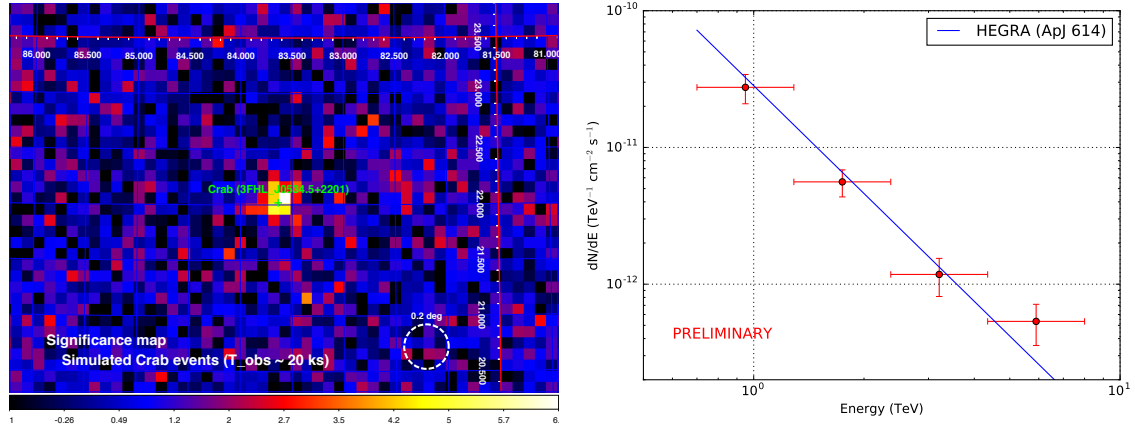 86.000 85.500 85.000 84.500 84.000 83.500 83.000 82.500 82.000 81.500 81.000
23.500
23.000
22.500
Crab (3FHL J0534.5+2201)
22.000
21.500
21.000
0.2 deg
20.500
Significance map
Simulated Crab events (T_obs ~ 20 ks)
1 -0.26 0.49 1.2 2 2.7 3.5 4.2 5 5.7 6.
HEGRA (ApJ 614)
10⁻¹⁰
10⁻¹¹
10⁻¹²
dN/dE (TeV⁻¹ cm⁻² s⁻¹)
PRELIMINARY
10⁰ 10¹
Energy (TeV)